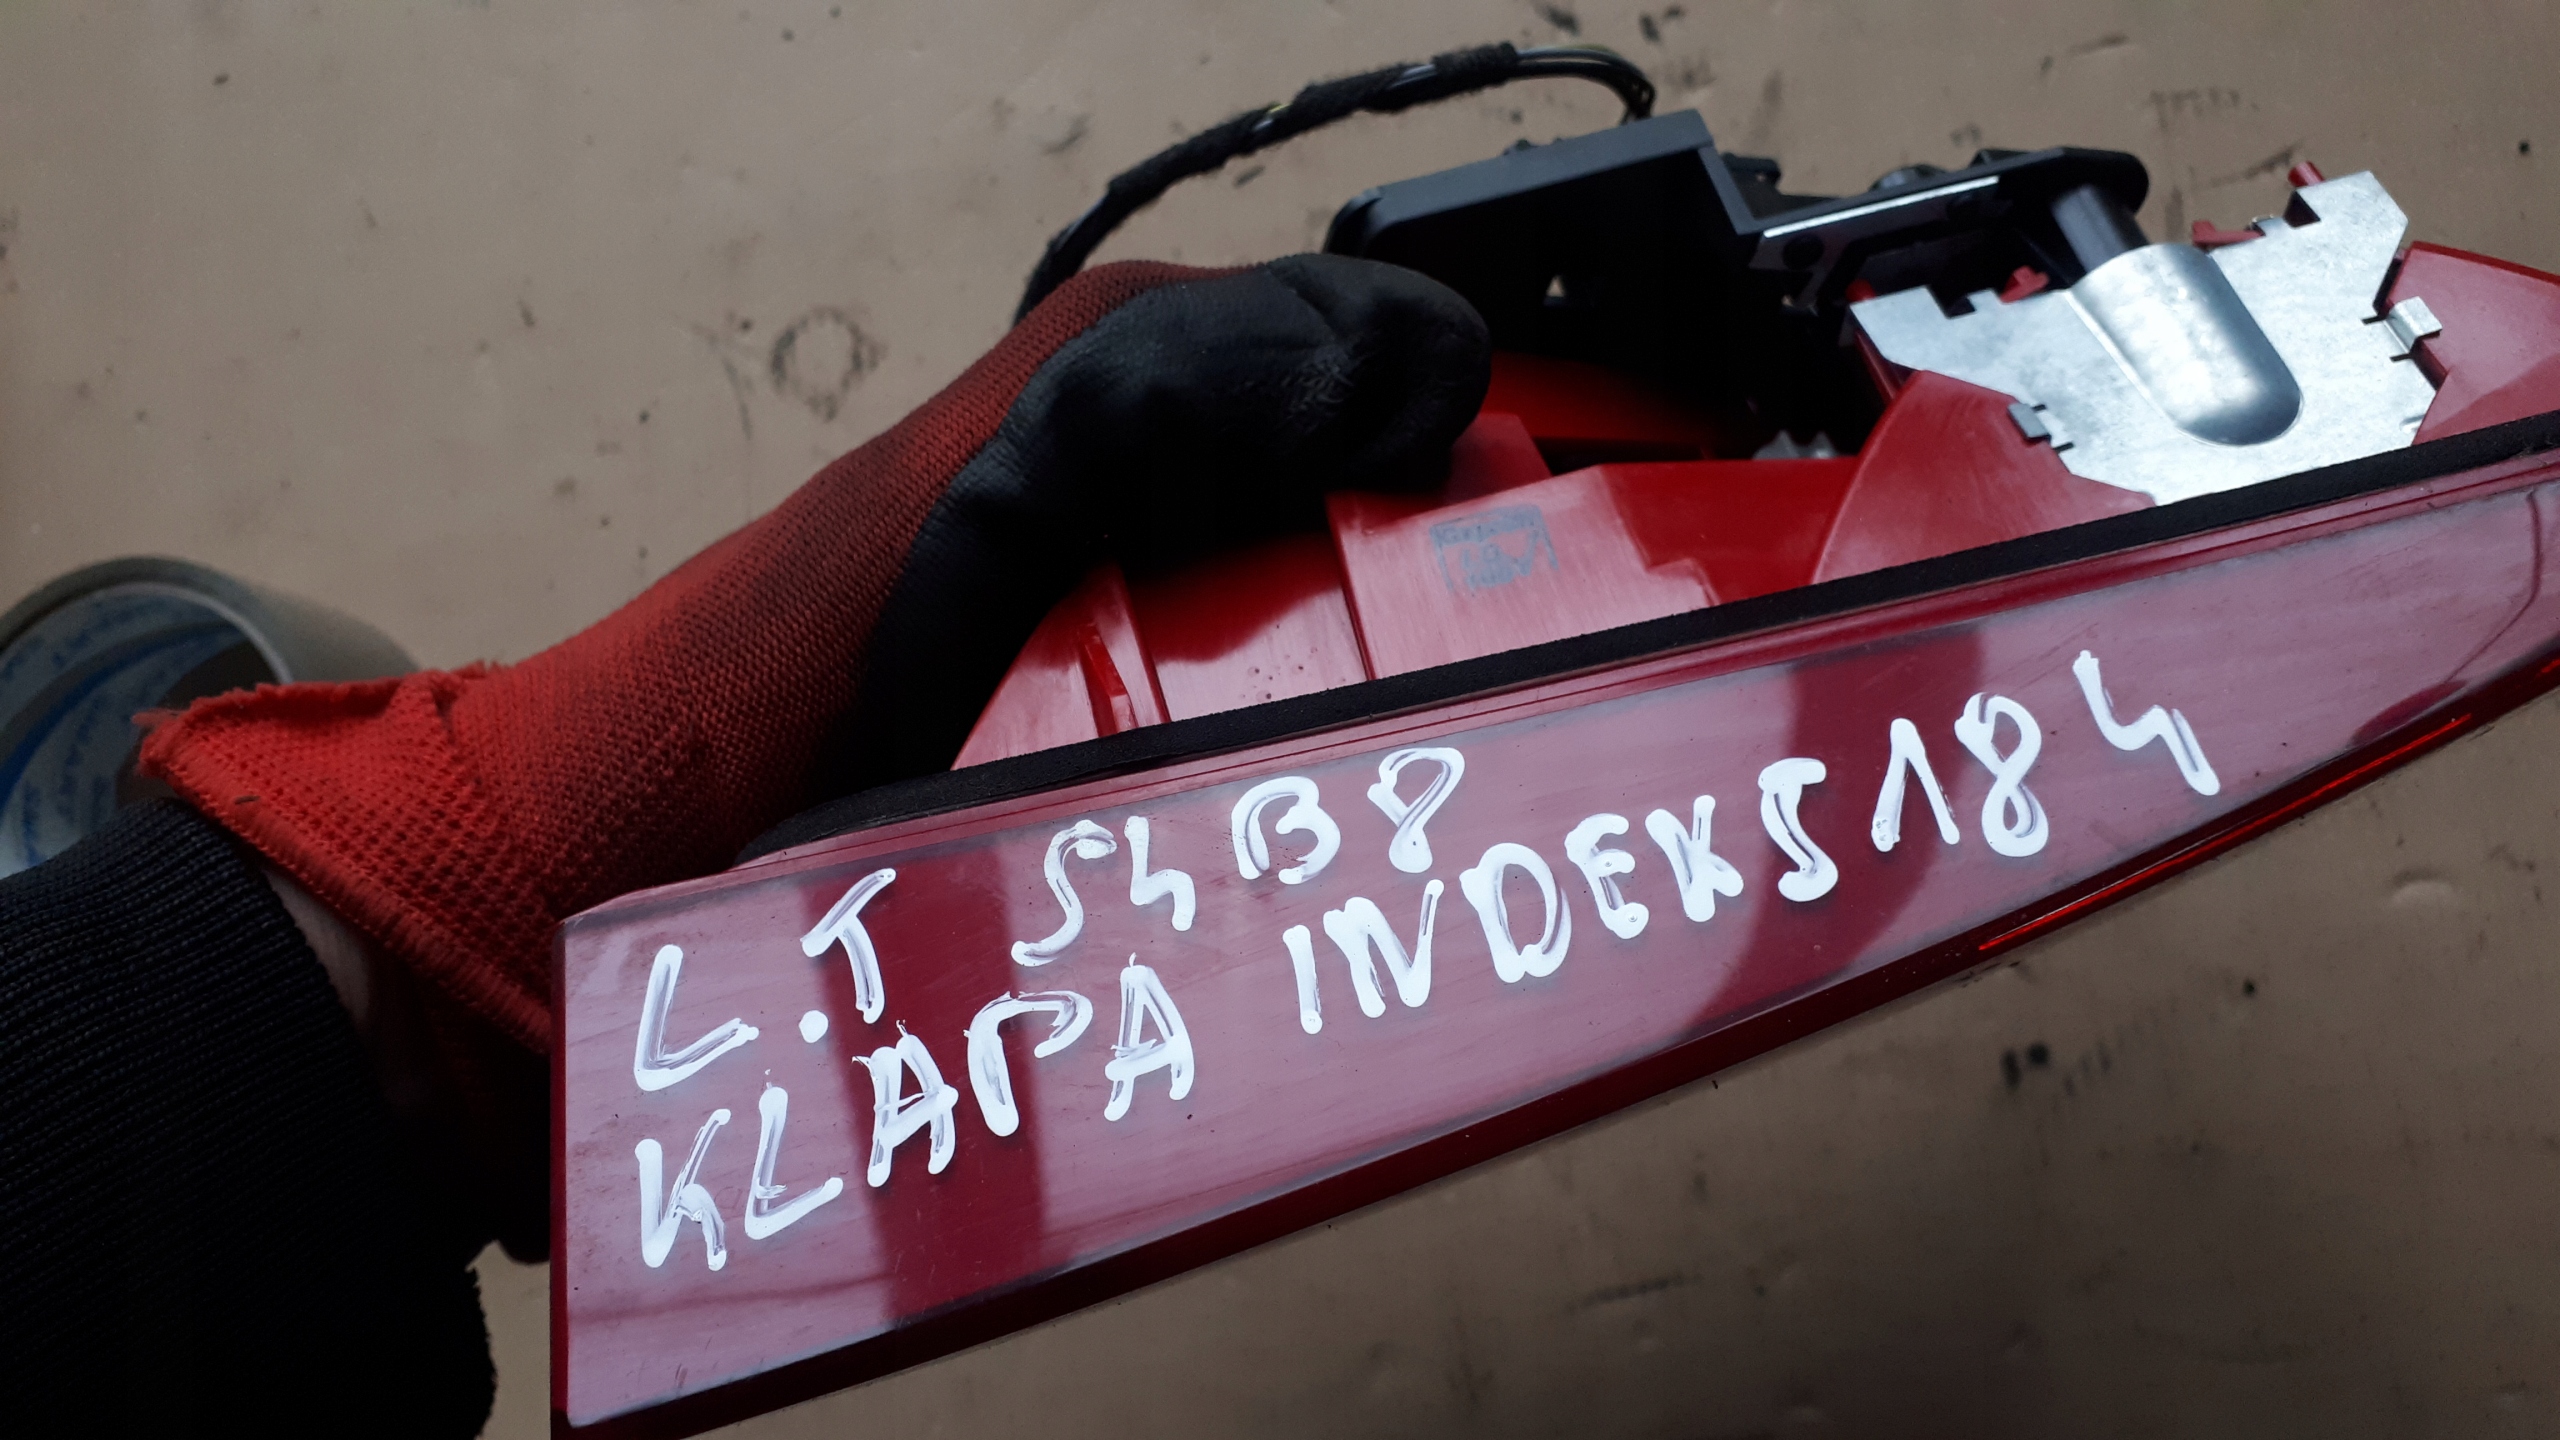 L.T S4 B8
KLAPA INDEKS 184